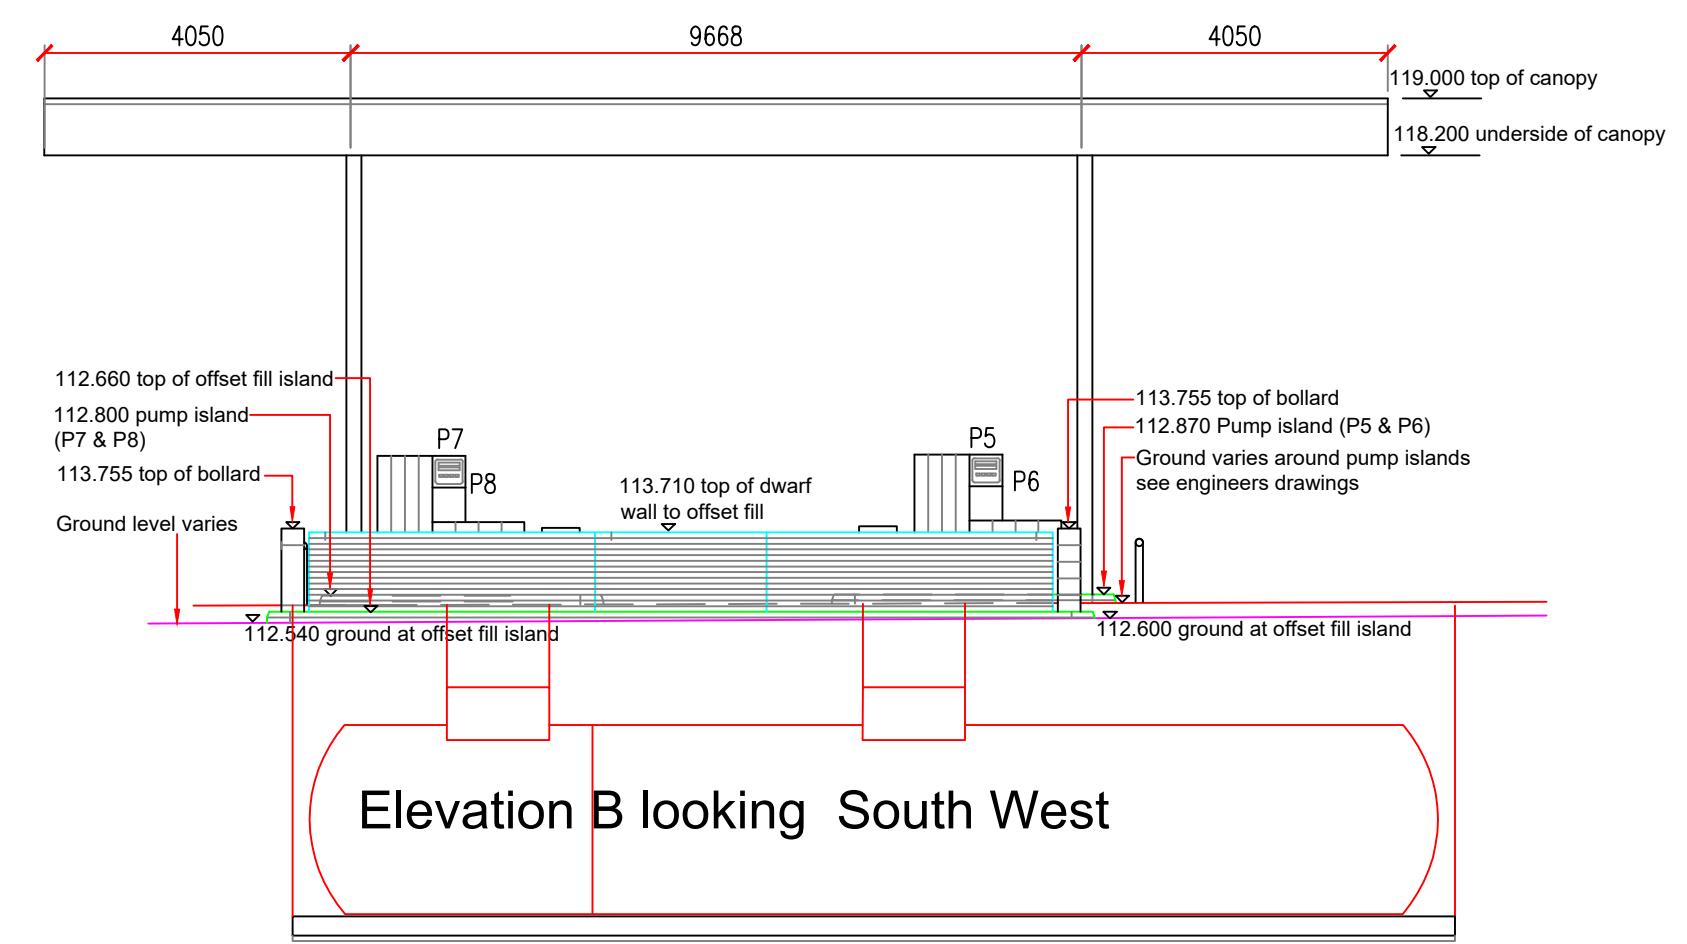 4050
9668
4050
119.000 top of canopy
118.200 underside of canopy
112.660 top of offset fill island
112.800 pump island
(P7 & P8)
113.755 top of bollard
Ground level varies
P7
P8
113.710 top of dwarf
wall to offset fill
P5
P6
113.755 top of bollard
112.870 Pump island (P5 & P6)
Ground varies around pump islands
see engineers drawings
112.540 ground at offset fill island
112.600 ground at offset fill island
Elevation B looking  South West